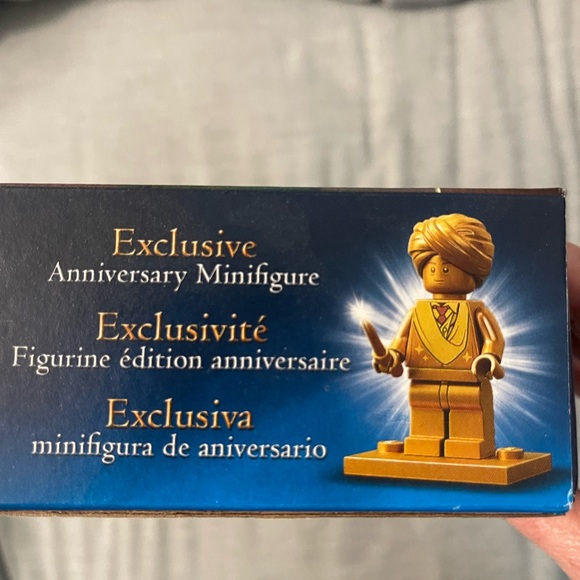 Exclusive
Anniversary Minifigure
Exclusivité
Figurine édition anniversaire
Exclusiva
minifigura de aniversario